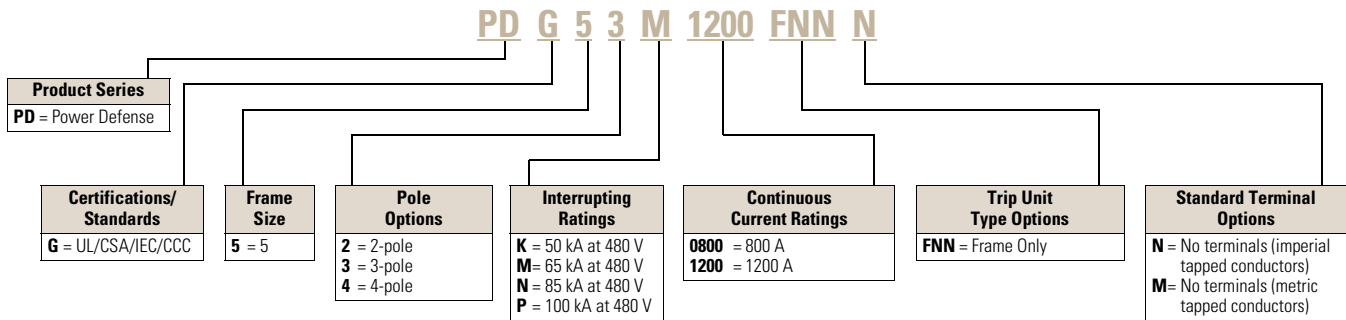 PD G 5 3 M 1200 FNN N
Product Series
PD = Power Defense
Certifications/
Standards
G = UL/CSA/IEC/CCC
Frame
Size
5 = 5
Pole
Options
2 = 2-pole
3 = 3-pole
4 = 4-pole
Interrupting
Ratings
K = 50 kA at 480 V
M= 65 kA at 480 V
N = 85 kA at 480 V
P = 100 kA at 480 V
Continuous
Current Ratings
0800 = 800 A
1200 = 1200 A
Trip Unit
Type Options
FNN = Frame Only
Standard Terminal
Options
N = No terminals (imperial
tapped conductors)
M= No terminals (metric
tapped conductors)